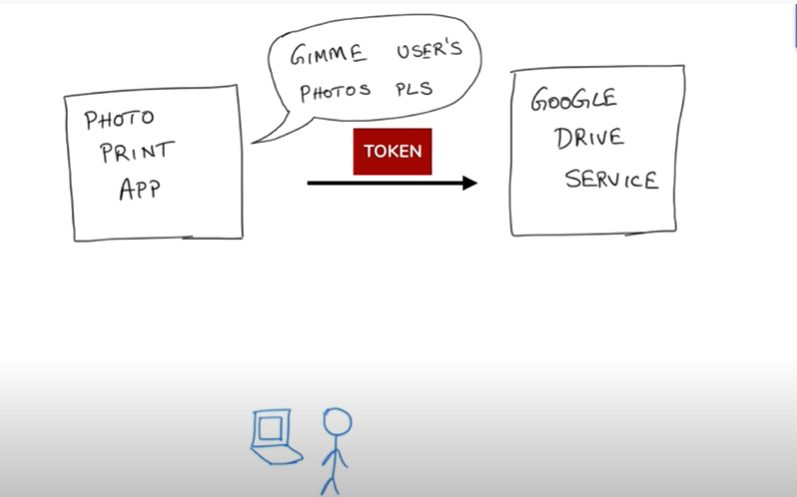 GIMME USER'S
PHOTOS PLS
PHOTO
PRINT
APP
TOKEN
GOOGLE
DRIVE
SERVICE